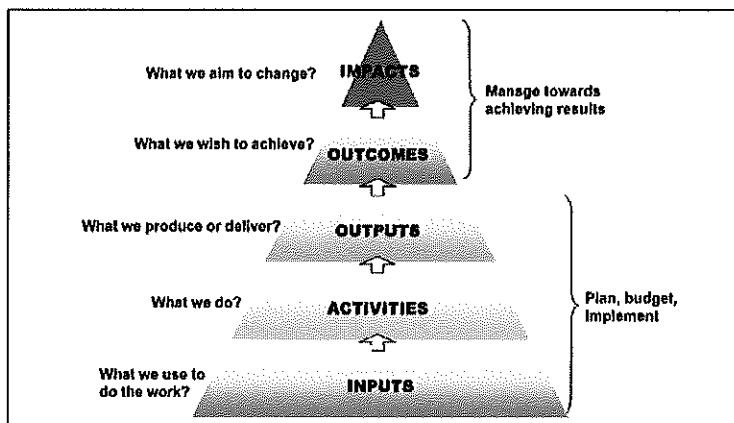 What we aim to change?
IMPACTS
Manage towards
achieving results
What we wish to achieve?
OUTCOMES
What we produce or deliver?
OUTPUTS
What we do?
ACTIVITIES
Plan, budget,
Implement
What we use to
do the work?
INPUTS